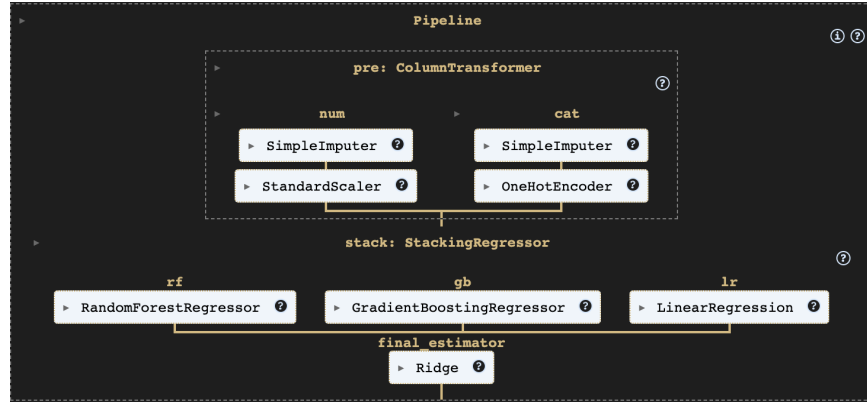 Pipeline
pre: ColumnTransformer
num cat
SimpleImputer ? SimpleImputer ?
StandardScaler ? OneHotEncoder ?
stack: StackingRegressor
rf gb lr
RandomForestRegressor ? GradientBoostingRegressor ? LinearRegression ?
final_estimator
Ridge ?